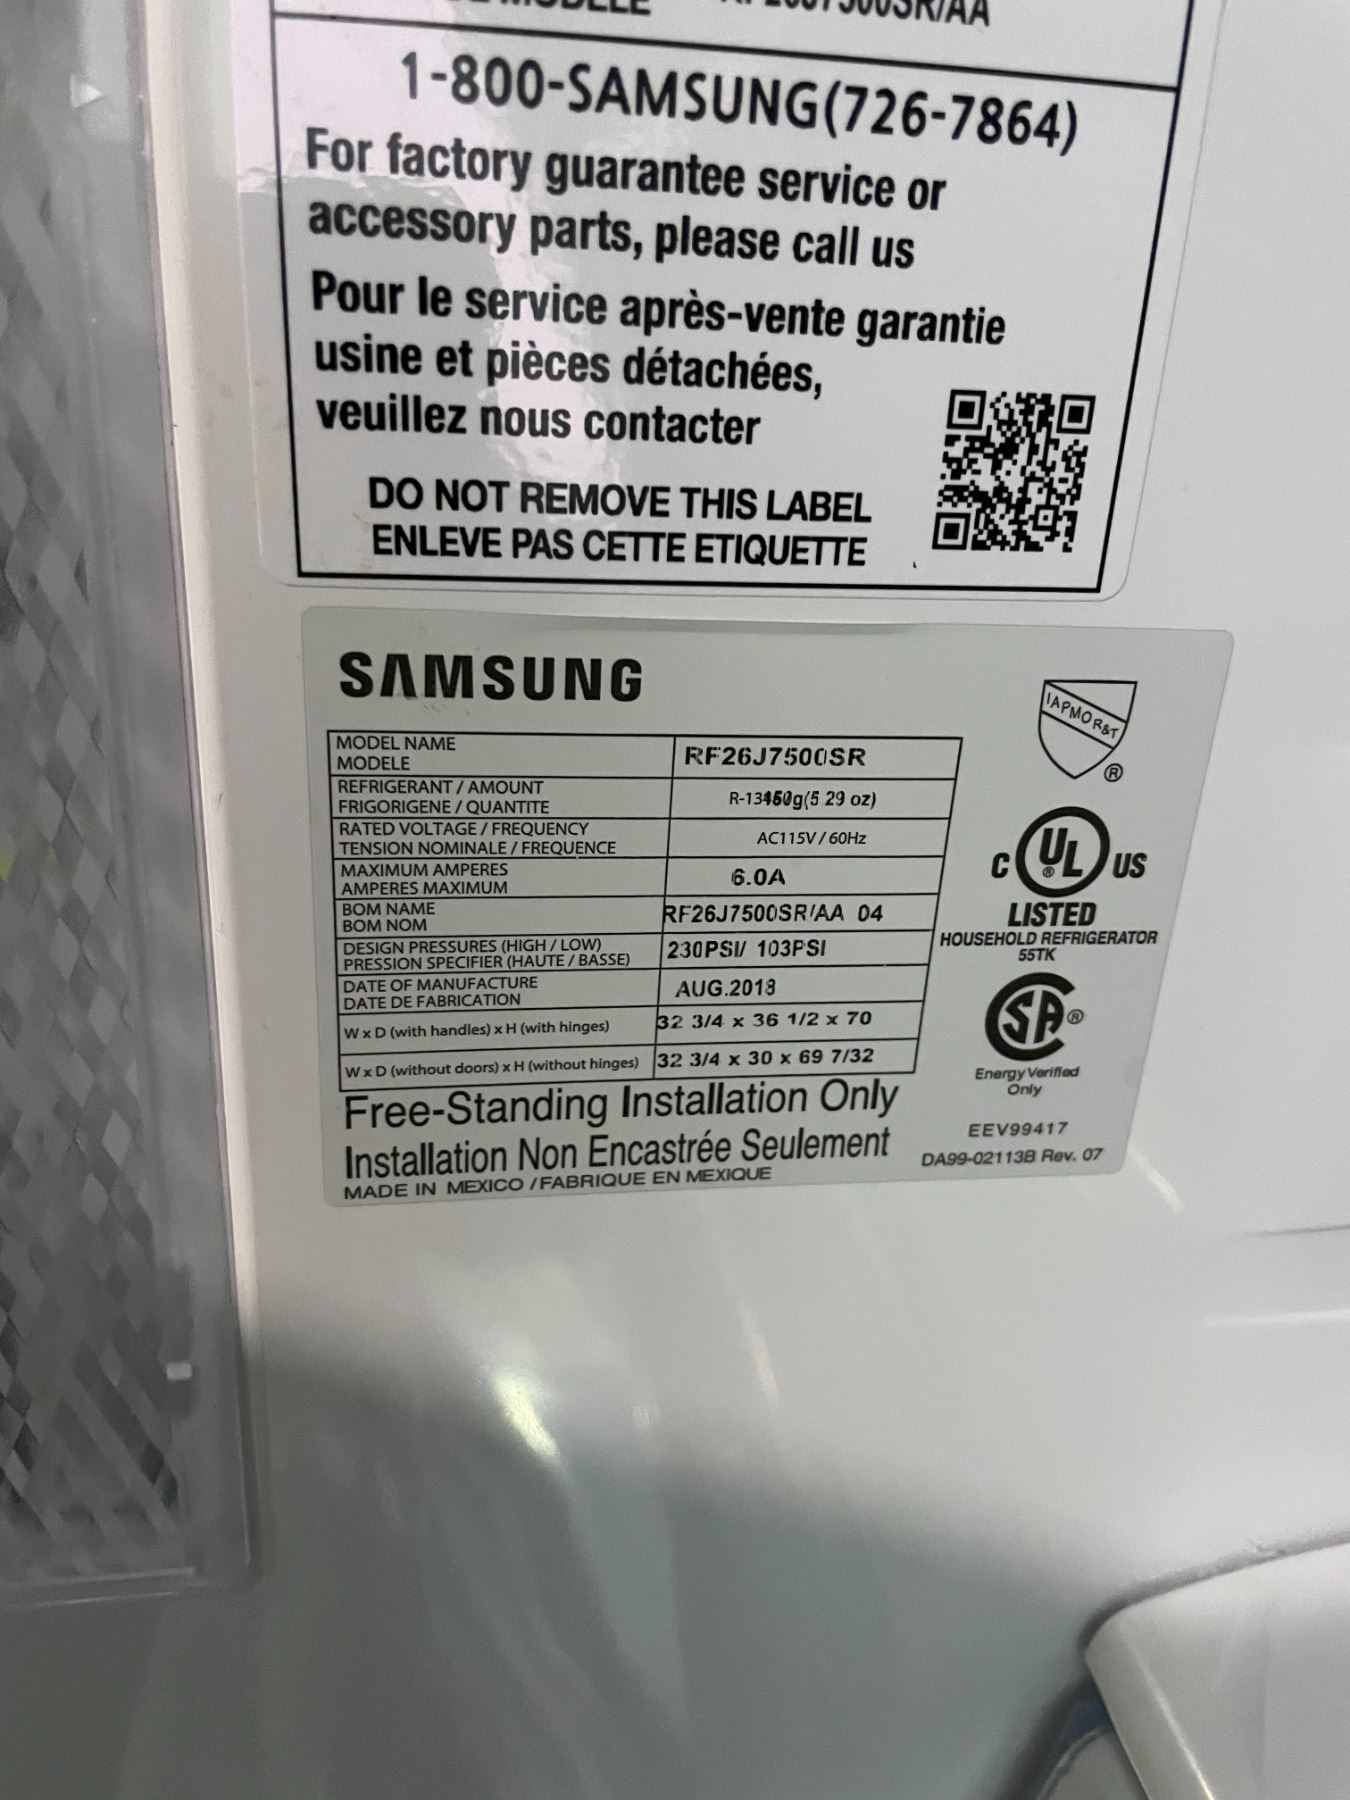 MODELE
1-800-SAMSUNG(726-7864)
For factory guarantee service or
accessory parts, please call us
Pour le service après-vente garantie
usine et pièces détachées,
veuillez nous contacter
DO NOT REMOVE THIS LABEL
ENLEVE PAS CETTE ETIQUETTE
SAMSUNG
MODEL NAME
MODELE
RF26J7500SR
REFRIGERANT / AMOUNT
FRIGORIGENE / QUANTITE
(5.29 oz)
RATED VOLTAGE / FREQUENCY
TENSION NOMINALE / FREQUENCE
AC115V / 60Hz
MAXIMUM AMPERES
AMPERES MAXIMUM
6.0A
BOM NAME
BOM NOM
RF26J7500SR/AA 04
DESIGN PRESSURES (HIGH / LOW)
PRESSION SPECIFIER (HAUTE / BASSE)
230PSI/ 103PSI
DATE OF MANUFACTURE
DATE DE FABRICATION
AUG.2018
W x D (with handles) x H (with hinges)
32 3/4 x 36 1/2 x 70
W x D (without doors) x H (without hinges)
32 3/4 x 30 x 69 7/32
Free-Standing Installation Only
Installation Non Encastrée Seulement
MADE IN MEXICO / FABRIQUE EN MEXIQUE
IAPMO R&T
®
C UL® US
LISTED
HOUSEHOLD REFRIGERATOR
55TK
SA®
Energy Verified
Only
EEV99417
DA99-02113B Rev. 07